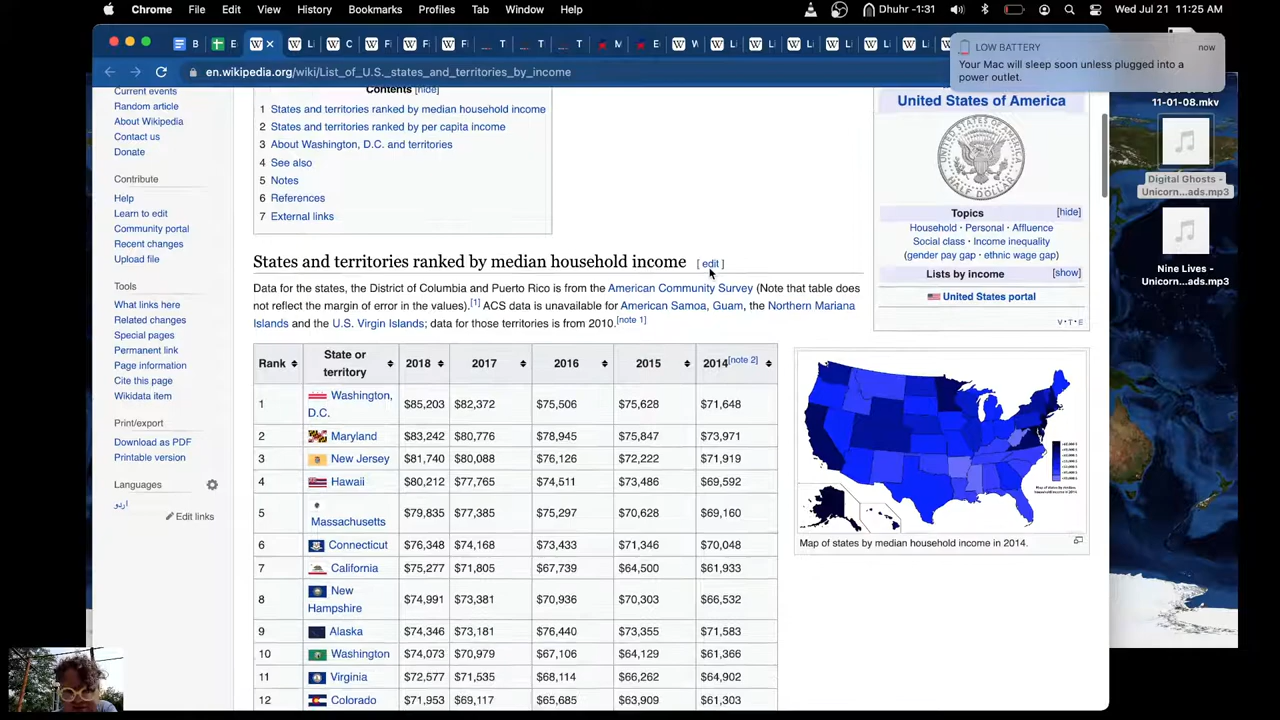 Chrome File Edit View History Bookmarks Profiles Tab Window Help Dhuhr -1:31 Wed Jul 21 11:25 AM
B E W W L W C W F W F W F T T T M E W W W L W L W L W L W L W L
LOW BATTERY now
Your Mac will sleep soon unless plugged into a
power outlet.
en.wikipedia.org/wiki/List_of_U.S._states_and_territories_by_income
11-01-08.mkv
Digital Ghosts -
Unicorn...ads.mp3
Nine Lives -
Unicorn...ads.mp3
Current events
Random article
About Wikipedia
Contact us
Donate
Contribute
Help
Learn to edit
Community portal
Recent changes
Upload file
Tools
What links here
Related changes
Special pages
Permanent link
Page information
Cite this page
Wikidata item
Print/export
Download as PDF
Printable version
Languages
اردو
Edit links
Contents [hide]
1 States and territories ranked by median household income
2 States and territories ranked by per capita income
3 About Washington, D.C. and territories
4 See also
5 Notes
6 References
7 External links
States and territories ranked by median household income [ edit ]
Data for the states, the District of Columbia and Puerto Rico is from the American Community Survey (Note that table does
not reflect the margin of error in the values).[1] ACS data is unavailable for American Samoa, Guam, the Northern Mariana
Islands and the U.S. Virgin Islands; data for those territories is from 2010.[note 1]
Rank State or territory 2018 2017 2016 2015 2014[note 2]
1 Washington, D.C. $85,203 $82,372 $75,506 $75,628 $71,648
2 Maryland $83,242 $80,776 $78,945 $75,847 $73,971
3 New Jersey $81,740 $80,088 $76,126 $72,222 $71,919
4 Hawaii $80,212 $77,765 $74,511 $73,486 $69,592
5 Massachusetts $79,835 $77,385 $75,297 $70,628 $69,160
6 Connecticut $76,348 $74,168 $73,433 $71,346 $70,048
7 California $75,277 $71,805 $67,739 $64,500 $61,933
8 New Hampshire $74,991 $73,381 $70,936 $70,303 $66,532
9 Alaska $74,346 $73,181 $76,440 $73,355 $71,583
10 Washington $74,073 $70,979 $67,106 $64,129 $61,366
11 Virginia $72,577 $71,535 $68,114 $66,262 $64,902
12 Colorado $71,953 $69,117 $65,685 $63,909 $61,303
United States of America
HALF DOLLAR
Topics [hide]
Household · Personal · Affluence
Social class · Income inequality
(gender pay gap · ethnic wage gap)
Lists by income [show]
United States portal
V·T·E
Map of states by median household income in 2014.